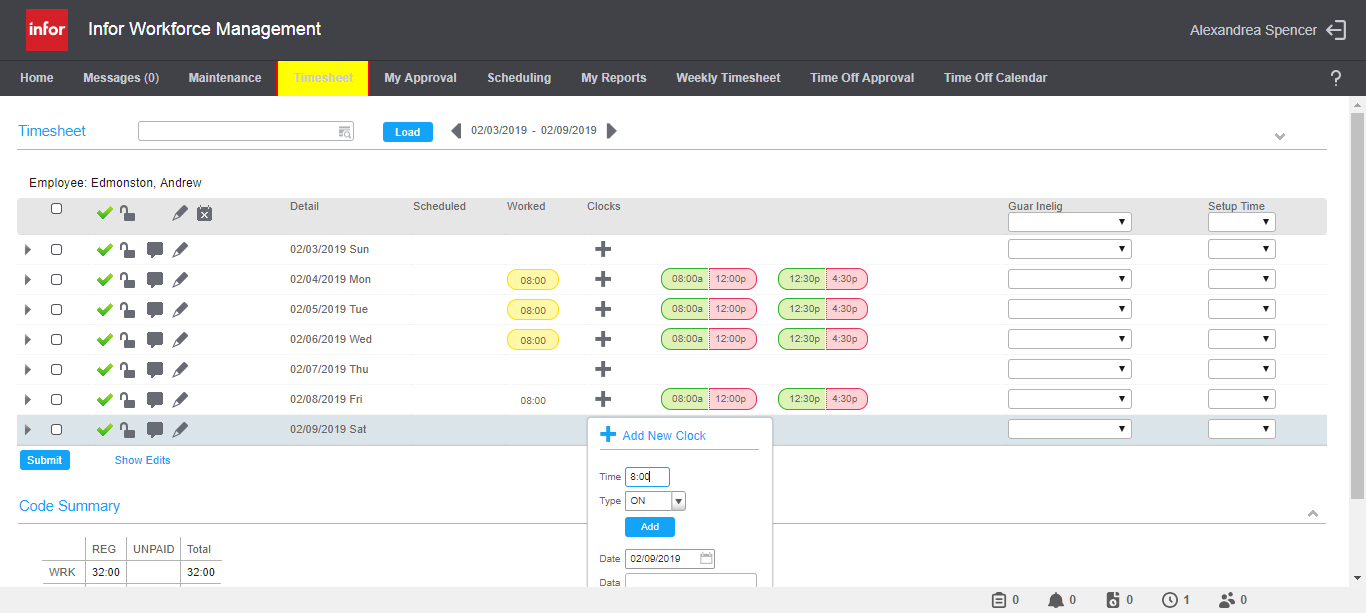 infor Infor Workforce Management Alexandrea Spencer
Home Messages (0) Maintenance Timesheet My Approval Scheduling My Reports Weekly Timesheet Time Off Approval Time Off Calendar ?
Timesheet Load 02/03/2019 - 02/09/2019
Employee: Edmonston, Andrew
Detail Scheduled Worked Clocks Guar Inelig Setup Time
02/03/2019 Sun
02/04/2019 Mon 08:00 08:00a 12:00p 12:30p 4:30p
02/05/2019 Tue 08:00 08:00a 12:00p 12:30p 4:30p
02/06/2019 Wed 08:00 08:00a 12:00p 12:30p 4:30p
02/07/2019 Thu
02/08/2019 Fri 08:00 08:00a 12:00p 12:30p 4:30p
02/09/2019 Sat
Add New Clock
Time 8:00
Type ON
Add
Date 02/09/2019
Data
Submit Show Edits
Code Summary
REG UNPAID Total
WRK 32:00 32:00
0 0 0 1 0